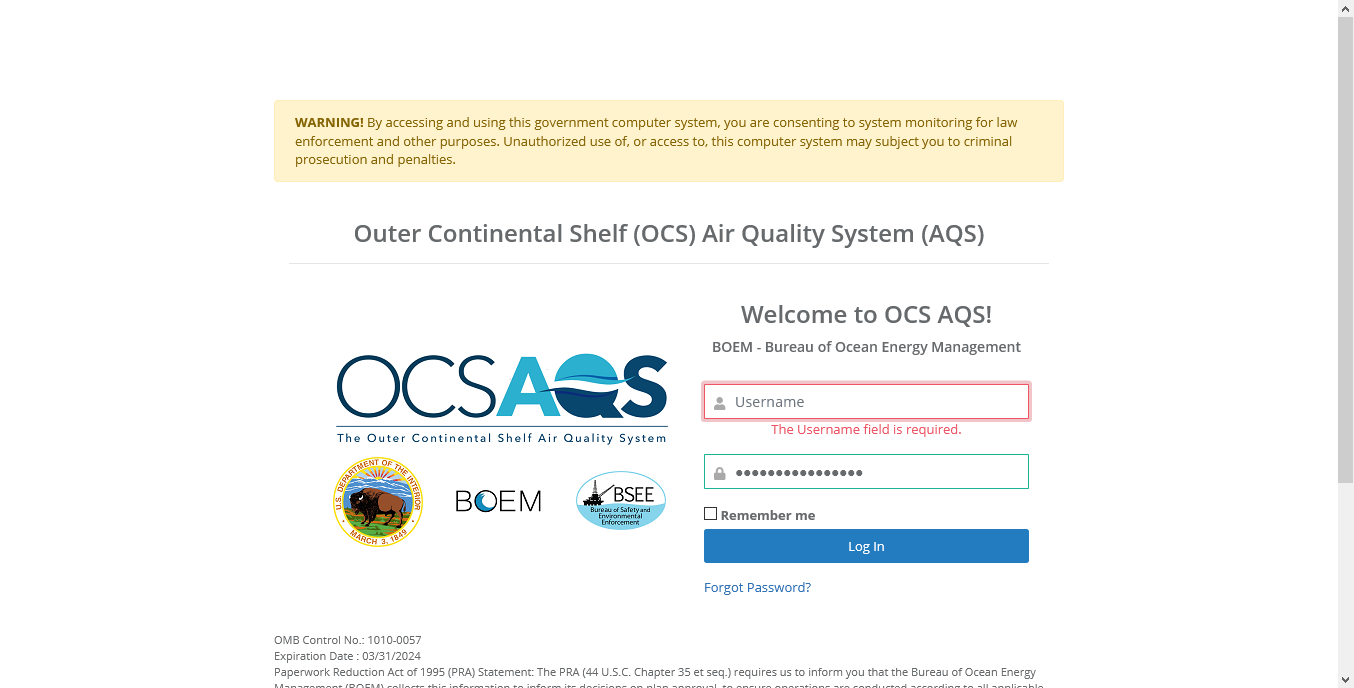 WARNING! By accessing and using this government computer system, you are consenting to system monitoring for law
enforcement and other purposes. Unauthorized use of, or access to, this computer system may subject you to criminal
prosecution and penalties.
Outer Continental Shelf (OCS) Air Quality System (AQS)
OCSAQS
The Outer Continental Shelf Air Quality System
U.S. DEPARTMENT OF THE INTERIOR
MARCH 3, 1849
BOEM
BSEE
Bureau of Safety and
Environmental
Enforcement
Welcome to OCS AQS!
BOEM - Bureau of Ocean Energy Management
Username
The Username field is required.
••••••••••••••••
Remember me
Log In
Forgot Password?
OMB Control No.: 1010-0057
Expiration Date : 03/31/2024
Paperwork Reduction Act of 1995 (PRA) Statement: The PRA (44 U.S.C. Chapter 35 et seq.) requires us to inform you that the Bureau of Ocean Energy
Management (BOEM) collects this information to inform its decisions on plan approval, to ensure operations are conducted according to all applicable